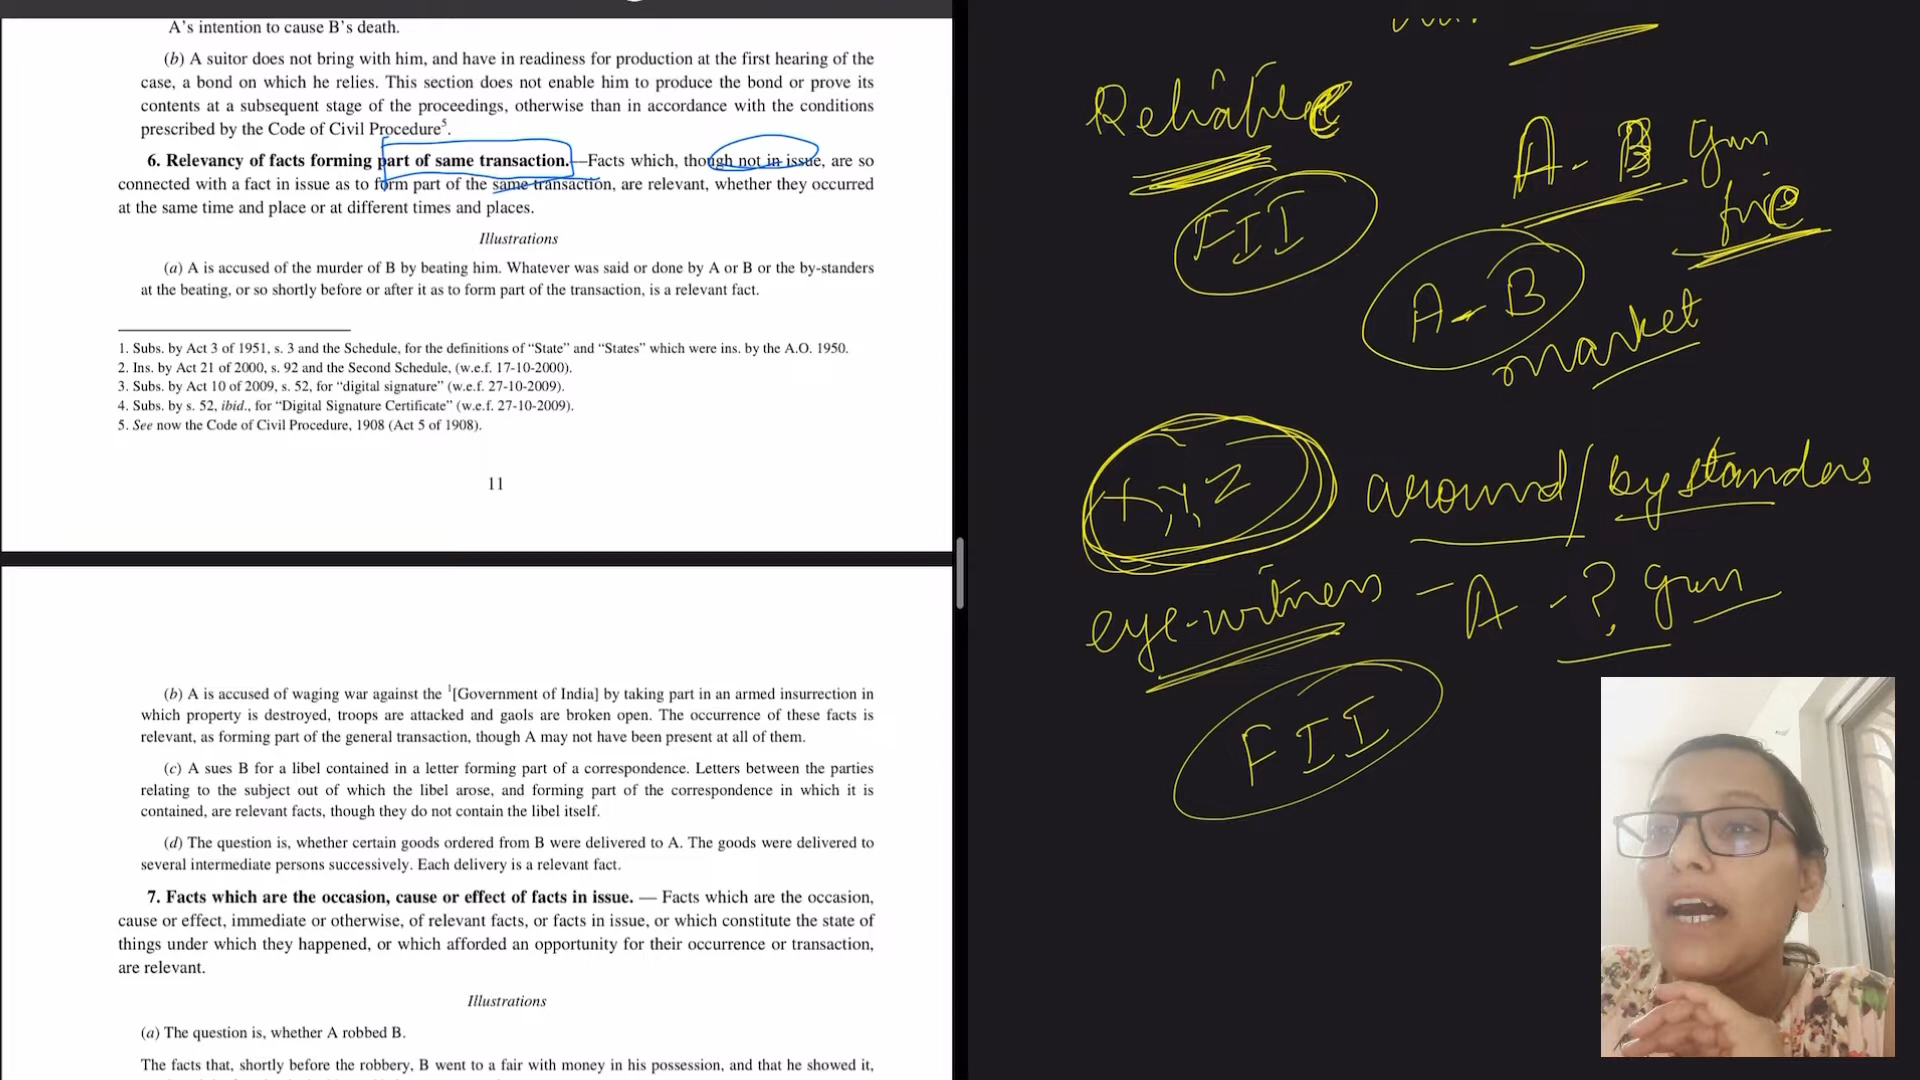 A's intention to cause B's death.
(b) A suitor does not bring with him, and have in readiness for production at the first hearing of the
case, a bond on which he relies. This section does not enable him to produce the bond or prove its
contents at a subsequent stage of the proceedings, otherwise than in accordance with the conditions
prescribed by the Code of Civil Procedure5.
6. Relevancy of facts forming part of same transaction.—Facts which, though not in issue, are so
connected with a fact in issue as to form part of the same transaction, are relevant, whether they occurred
at the same time and place or at different times and places.
Illustrations
(a) A is accused of the murder of B by beating him. Whatever was said or done by A or B or the by-standers
at the beating, or so shortly before or after it as to form part of the transaction, is a relevant fact.
1. Subs. by Act 3 of 1951, s. 3 and the Schedule, for the definitions of “State” and “States” which were ins. by the A.O. 1950.
2. Ins. by Act 21 of 2000, s. 92 and the Second Schedule, (w.e.f. 17-10-2000).
3. Subs. by Act 10 of 2009, s. 52, for “digital signature” (w.e.f. 27-10-2009).
4. Subs. by s. 52, ibid., for “Digital Signature Certificate” (w.e.f. 27-10-2009).
5. See now the Code of Civil Procedure, 1908 (Act 5 of 1908).
11
(b) A is accused of waging war against the 1[Government of India] by taking part in an armed insurrection in
which property is destroyed, troops are attacked and gaols are broken open. The occurrence of these facts is
relevant, as forming part of the general transaction, though A may not have been present at all of them.
(c) A sues B for a libel contained in a letter forming part of a correspondence. Letters between the parties
relating to the subject out of which the libel arose, and forming part of the correspondence in which it is
contained, are relevant facts, though they do not contain the libel itself.
(d) The question is, whether certain goods ordered from B were delivered to A. The goods were delivered to
several intermediate persons successively. Each delivery is a relevant fact.
7. Facts which are the occasion, cause or effect of facts in issue. — Facts which are the occasion,
cause or effect, immediate or otherwise, of relevant facts, or facts in issue, or which constitute the state of
things under which they happened, or which afforded an opportunity for their occurrence or transaction,
are relevant.
Illustrations
(a) The question is, whether A robbed B.
The facts that, shortly before the robbery, B went to a fair with money in his possession, and that he showed it,
Reliable
FII
A - B gun
fire
A - B
market
X, Y, Z around / bystanders
eye-witness - A - ? gun
FII